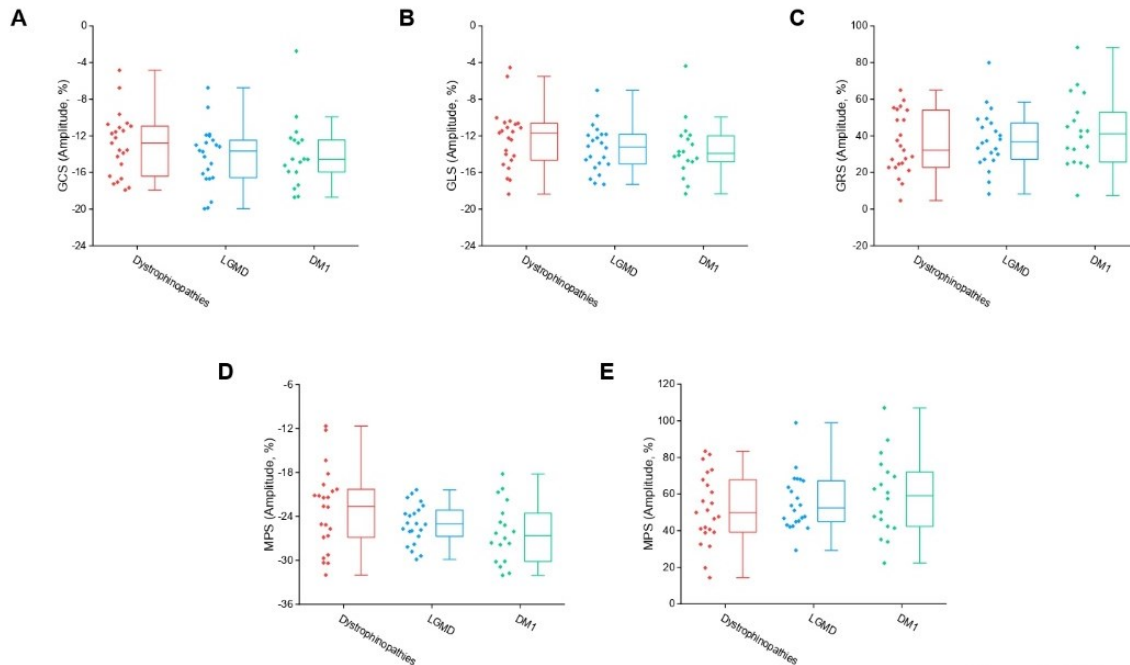 A
B
C
GCS (Amplitude, %)
0
-4
-8
-12
-16
-20
-24
Dystrophinopathies
LGMD
DM1
GLS (Amplitude, %)
0
-4
-8
-12
-16
-20
-24
Dystrophinopathies
LGMD
DM1
GRS (Amplitude, %)
100
80
60
40
20
0
-20
Dystrophinopathies
LGMD
DM1
D
E
MPS (Amplitude, %)
-6
-12
-18
-24
-30
-36
Dystrophinopathies
LGMD
DM1
MPS (Amplitude, %)
120
100
80
60
40
20
0
Dystrophinopathies
LGMD
DM1